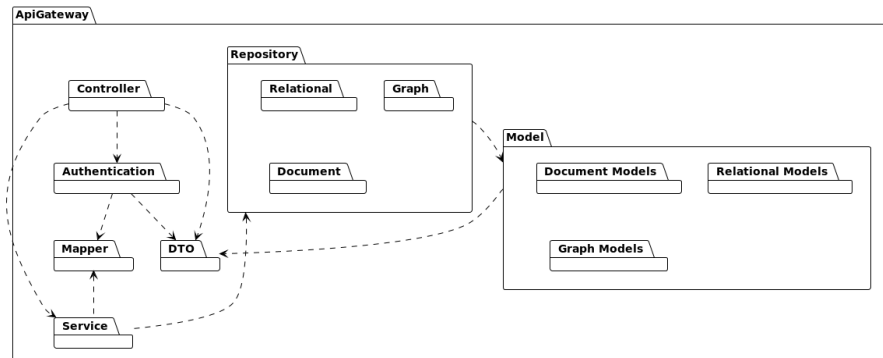 ApiGateway
Repository
Controller
Relational
Graph
Model
Authentication
Document
Document Models
Relational Models
Mapper
DTO
Graph Models
Service